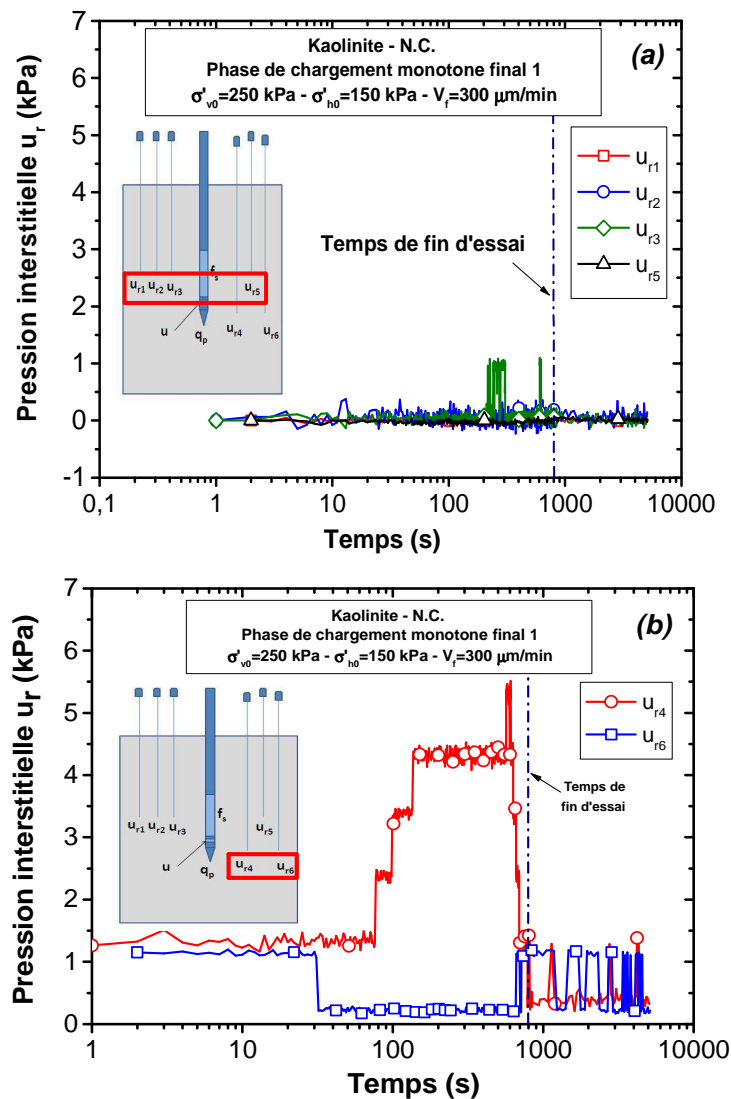 Kaolinite - N.C.
Phase de chargement monotone final 1
σ'v0=250 kPa - σ'h0=150 kPa - Vf=300 μm/min
(a)
Pression interstitielle ur (kPa)
7
6
5
4
3
2
1
0
-1
ur1
ur2
ur3
ur5
Temps de fin d'essai
fs
ur1 ur2 ur3 ur5
u qp ur4 ur6
0,1 1 10 100 1000 10000
Temps (s)
Kaolinite - N.C.
Phase de chargement monotone final 1
σ'v0=250 kPa - σ'h0=150 kPa - Vf=300 μm/min
(b)
Pression interstitielle ur (kPa)
7
6
5
4
3
2
1
0
ur4
ur6
Temps de
fin d'essai
fs
ur1 ur2 ur3 ur5
u qp ur4 ur6
1 10 100 1000 10000
Temps (s)